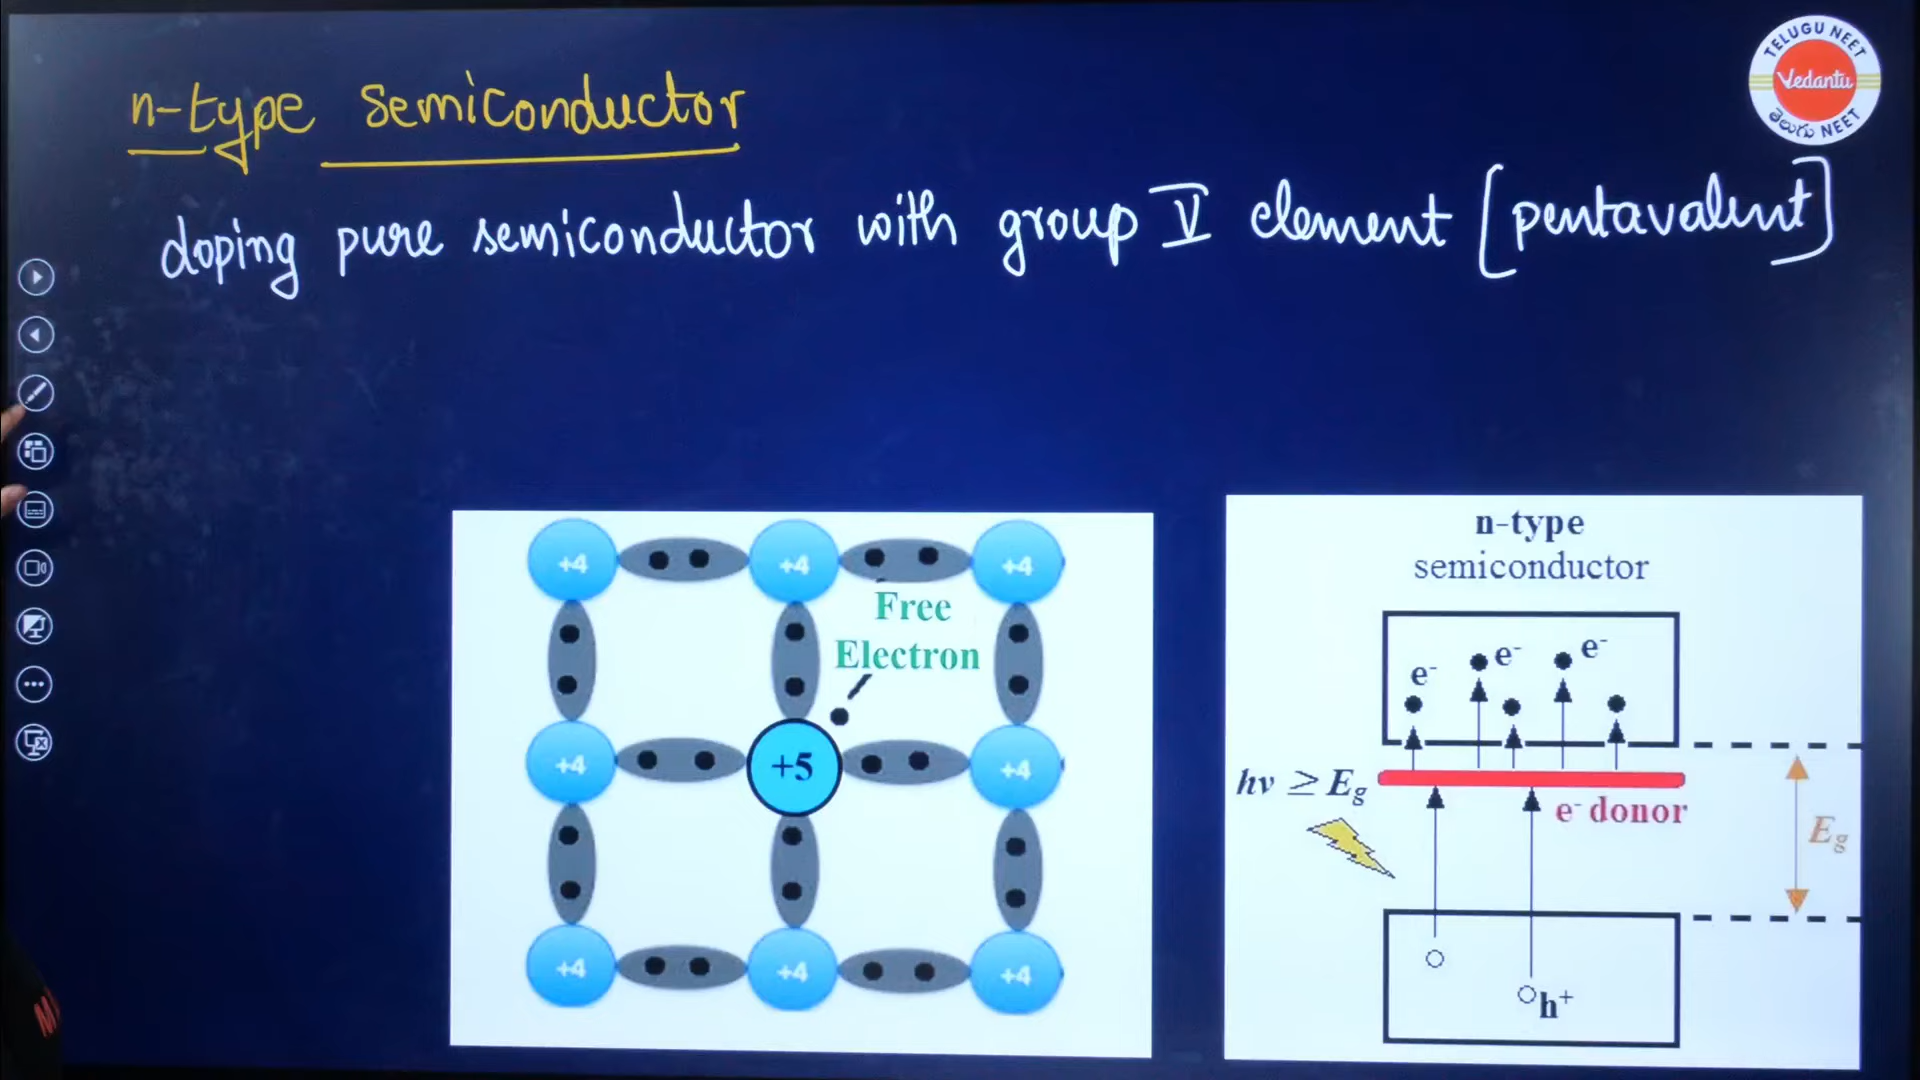 n-type semiconductor
TELUGU NEET
Vedantu
తెలుగు NEET
doping pure semiconductor with group V element [pentavalent]
+4 +4 +4
Free
Electron
+4 +5 +4
+4 +4 +4
n-type
semiconductor
e⁻ e⁻ e⁻
hν ≥ Eg
e⁻ donor
Eg
h⁺